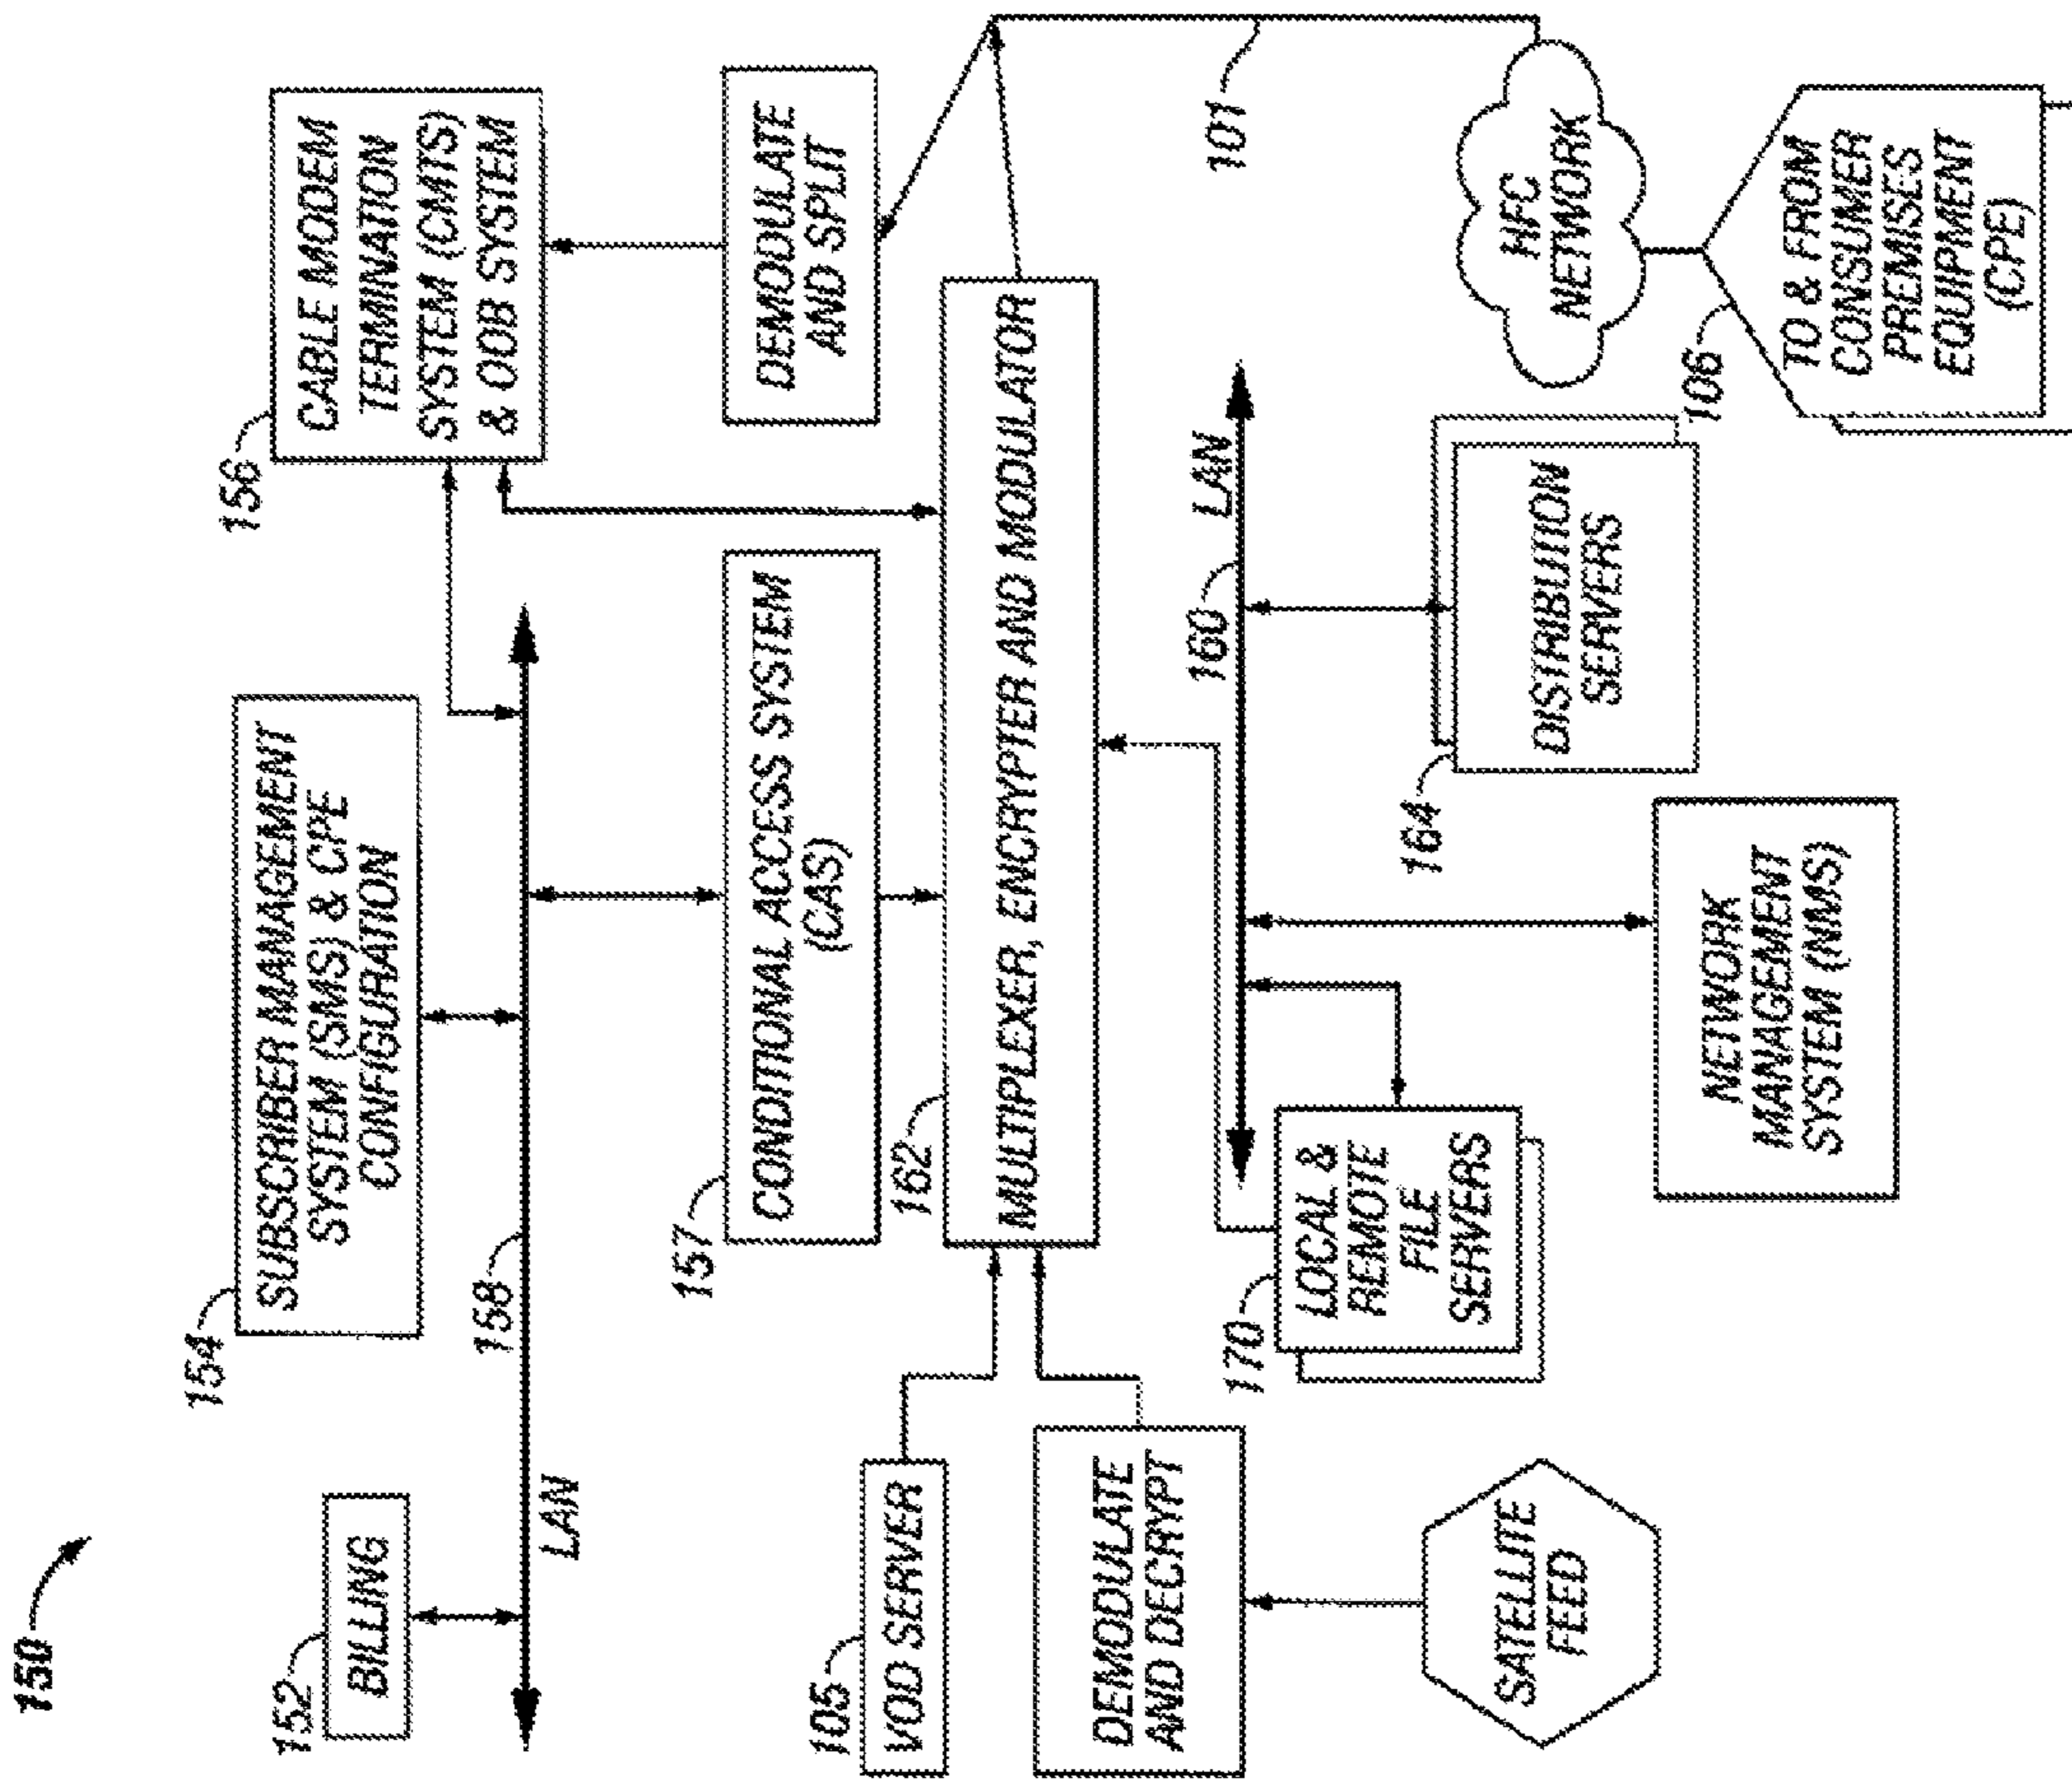 150
152
BILLING
154
SUBSCRIBER MANAGEMENT
SYSTEM (SMS) & CPE
CONFIGURATION
156
CABLE MODEM
TERMINATION
SYSTEM (CMTS)
& OOB SYSTEM
158
LAN
157
CONDITIONAL ACCESS SYSTEM
(CAS)
DEMODULATE
AND SPLIT
105
VOD SERVER
162
MULTIPLEXER, ENCRYPTER AND MODULATOR
DEMODULATE
AND DECRYPT
101
160
LAN
170
LOCAL &
REMOTE
FILE
SERVERS
164
DISTRIBUTION
SERVERS
HFC
NETWORK
SATELLITE
FEED
NETWORK
MANAGEMENT
SYSTEM (NMS)
106
TO & FROM
CONSUMER
PREMISES
EQUIPMENT
(CPE)